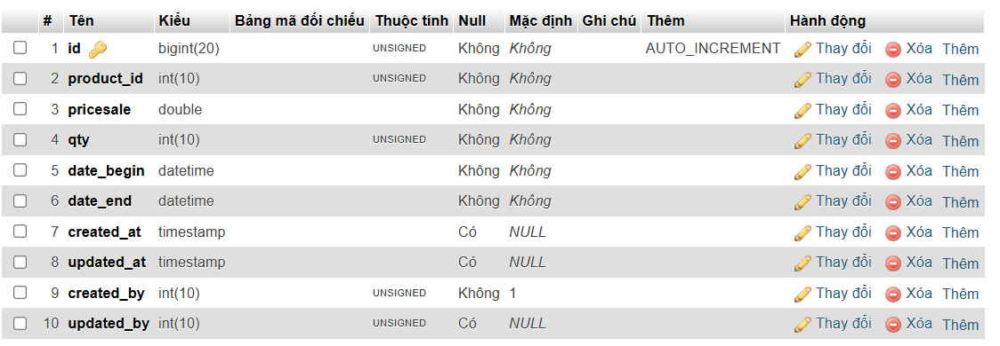 # Tên Kiểu Bảng mã đối chiếu Thuộc tính Null Mặc định Ghi chú Thêm Hành động
1 id bigint(20) UNSIGNED Không Không AUTO_INCREMENT Thay đổi Xóa Thêm
2 product_id int(10) UNSIGNED Không Không Thay đổi Xóa Thêm
3 pricesale double Không Không Thay đổi Xóa Thêm
4 qty int(10) UNSIGNED Không Không Thay đổi Xóa Thêm
5 date_begin datetime Không Không Thay đổi Xóa Thêm
6 date_end datetime Không Không Thay đổi Xóa Thêm
7 created_at timestamp Có NULL Thay đổi Xóa Thêm
8 updated_at timestamp Có NULL Thay đổi Xóa Thêm
9 created_by int(10) UNSIGNED Không 1 Thay đổi Xóa Thêm
10 updated_by int(10) UNSIGNED Có NULL Thay đổi Xóa Thêm